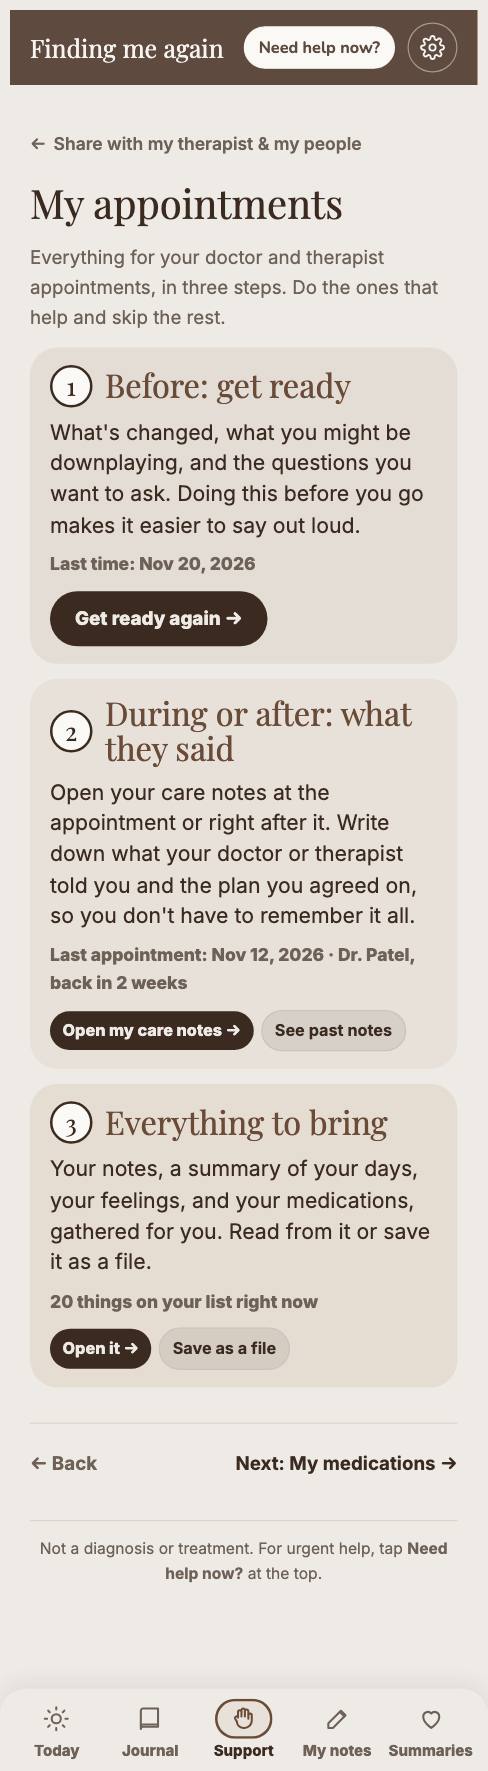 Finding me again
Need help now?
← Share with my therapist & my people
My appointments
Everything for your doctor and therapist
appointments, in three steps. Do the ones that
help and skip the rest.
1 Before: get ready
What's changed, what you might be
downplaying, and the questions you
want to ask. Doing this before you go
makes it easier to say out loud.
Last time: Nov 20, 2026
Get ready again →
2 During or after: what
they said
Open your care notes at the
appointment or right after it. Write
down what your doctor or therapist
told you and the plan you agreed on,
so you don't have to remember it all.
Last appointment: Nov 12, 2026 · Dr. Patel,
back in 2 weeks
Open my care notes →
See past notes
3 Everything to bring
Your notes, a summary of your days,
your feelings, and your medications,
gathered for you. Read from it or save
it as a file.
20 things on your list right now
Open it →
Save as a file
← Back
Next: My medications →
Not a diagnosis or treatment. For urgent help, tap Need
help now? at the top.
Today
Journal
Support
My notes
Summaries